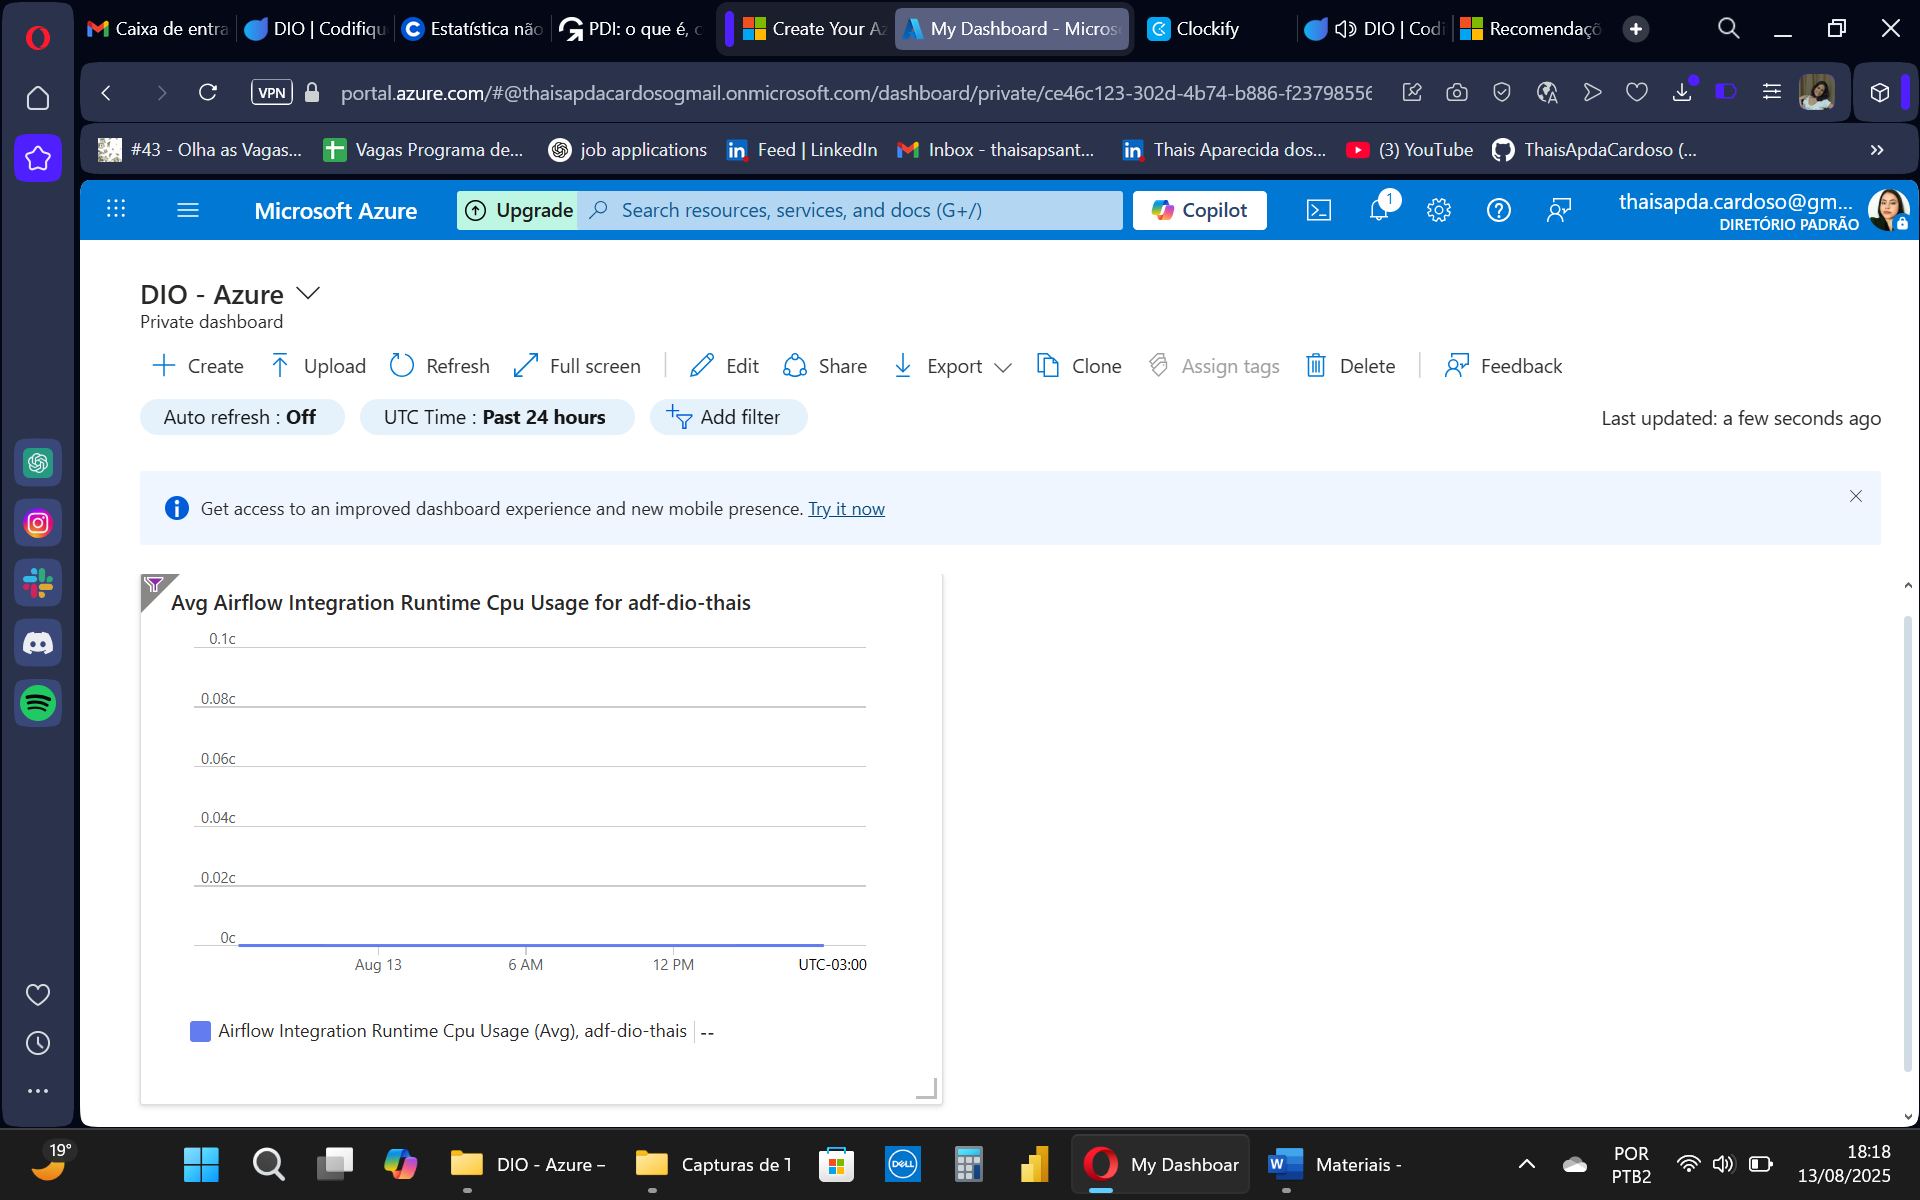 Caixa de entra
DIO | Codifiqu
Estatística não
PDI: o que é, c
Create Your Az
My Dashboard - Micros
Clockify
DIO | Codi
Recomendaçõ
VPN
portal.azure.com/#@thaisapdacardosogmail.onmicrosoft.com/dashboard/private/ce46c123-302d-4b74-b886-f23798556
#43 - Olha as Vagas...
Vagas Programa de...
job applications
Feed | LinkedIn
Inbox - thaisapsant...
Thais Aparecida dos...
(3) YouTube
ThaisApdaCardoso (...
Microsoft Azure
Upgrade
Search resources, services, and docs (G+/)
Copilot
1
thaisapda.cardoso@gm...
DIRETÓRIO PADRÃO
DIO - Azure
Private dashboard
Create
Upload
Refresh
Full screen
Edit
Share
Export
Clone
Assign tags
Delete
Feedback
Auto refresh : Off
UTC Time : Past 24 hours
Add filter
Last updated: a few seconds ago
Get access to an improved dashboard experience and new mobile presence. Try it now
Avg Airflow Integration Runtime Cpu Usage for adf-dio-thais
0.1c
0.08c
0.06c
0.04c
0.02c
0c
Aug 13
6 AM
12 PM
UTC-03:00
Airflow Integration Runtime Cpu Usage (Avg), adf-dio-thais
--
19°
DIO - Azure –
Capturas de T
DELL
My Dashboar
Materiais -
POR
PTB2
18:18
13/08/2025